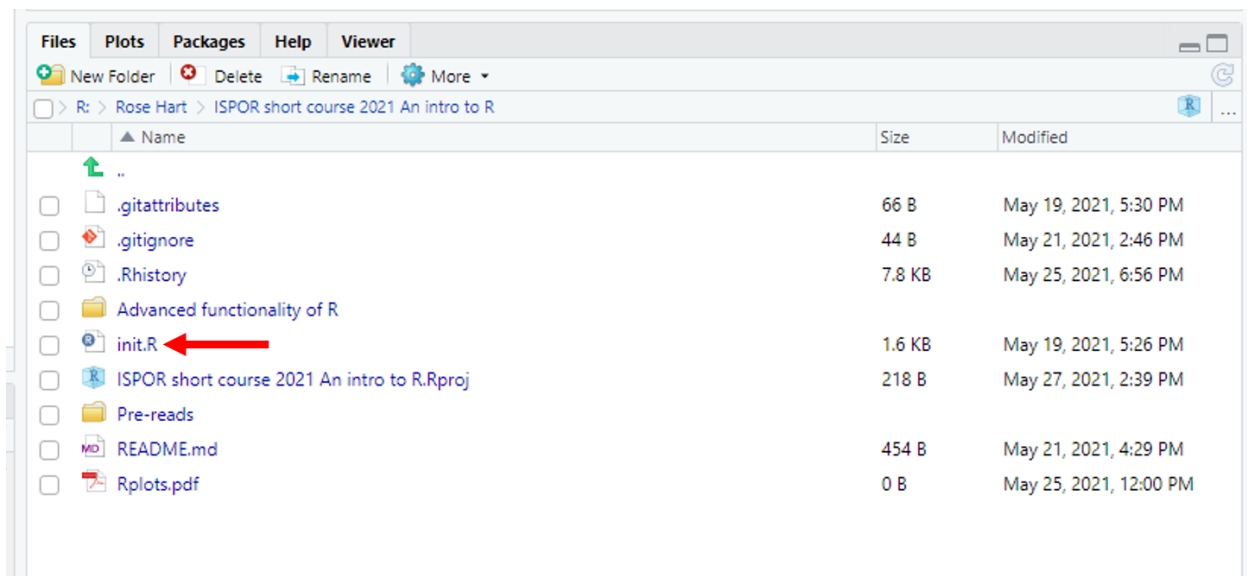 Files Plots Packages Help Viewer
New Folder Delete Rename More
R: > Rose Hart > ISPOR short course 2021 An intro to R R ...
Name Size Modified
..
.gitattributes 66 B May 19, 2021, 5:30 PM
.gitignore 44 B May 21, 2021, 2:46 PM
.Rhistory 7.8 KB May 25, 2021, 6:56 PM
Advanced functionality of R
R init.R 1.6 KB May 19, 2021, 5:26 PM
R ISPOR short course 2021 An intro to R.Rproj 218 B May 27, 2021, 2:39 PM
Pre-reads
MD README.md 454 B May 21, 2021, 4:29 PM
Rplots.pdf 0 B May 25, 2021, 12:00 PM